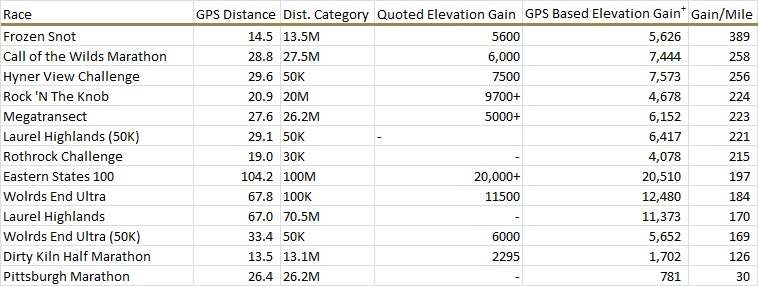 Race GPS Distance Dist. Category Quoted Elevation Gain GPS Based Elevation Gain+ Gain/Mile
Frozen Snot 14.5 13.5M 5600 5,626 389
Call of the Wilds Marathon 28.8 27.5M 6,000 7,444 258
Hyner View Challenge 29.6 50K 7500 7,573 256
Rock 'N The Knob 20.9 20M 9700+ 4,678 224
Megatransect 27.6 26.2M 5000+ 6,152 223
Laurel Highlands (50K) 29.1 50K - 6,417 221
Rothrock Challenge 19.0 30K - 4,078 215
Eastern States 100 104.2 100M 20,000+ 20,510 197
Wolrds End Ultra 67.8 100K 11500 12,480 184
Laurel Highlands 67.0 70.5M - 11,373 170
Wolrds End Ultra (50K) 33.4 50K 6000 5,652 169
Dirty Kiln Half Marathon 13.5 13.1M 2295 1,702 126
Pittsburgh Marathon 26.4 26.2M - 781 30